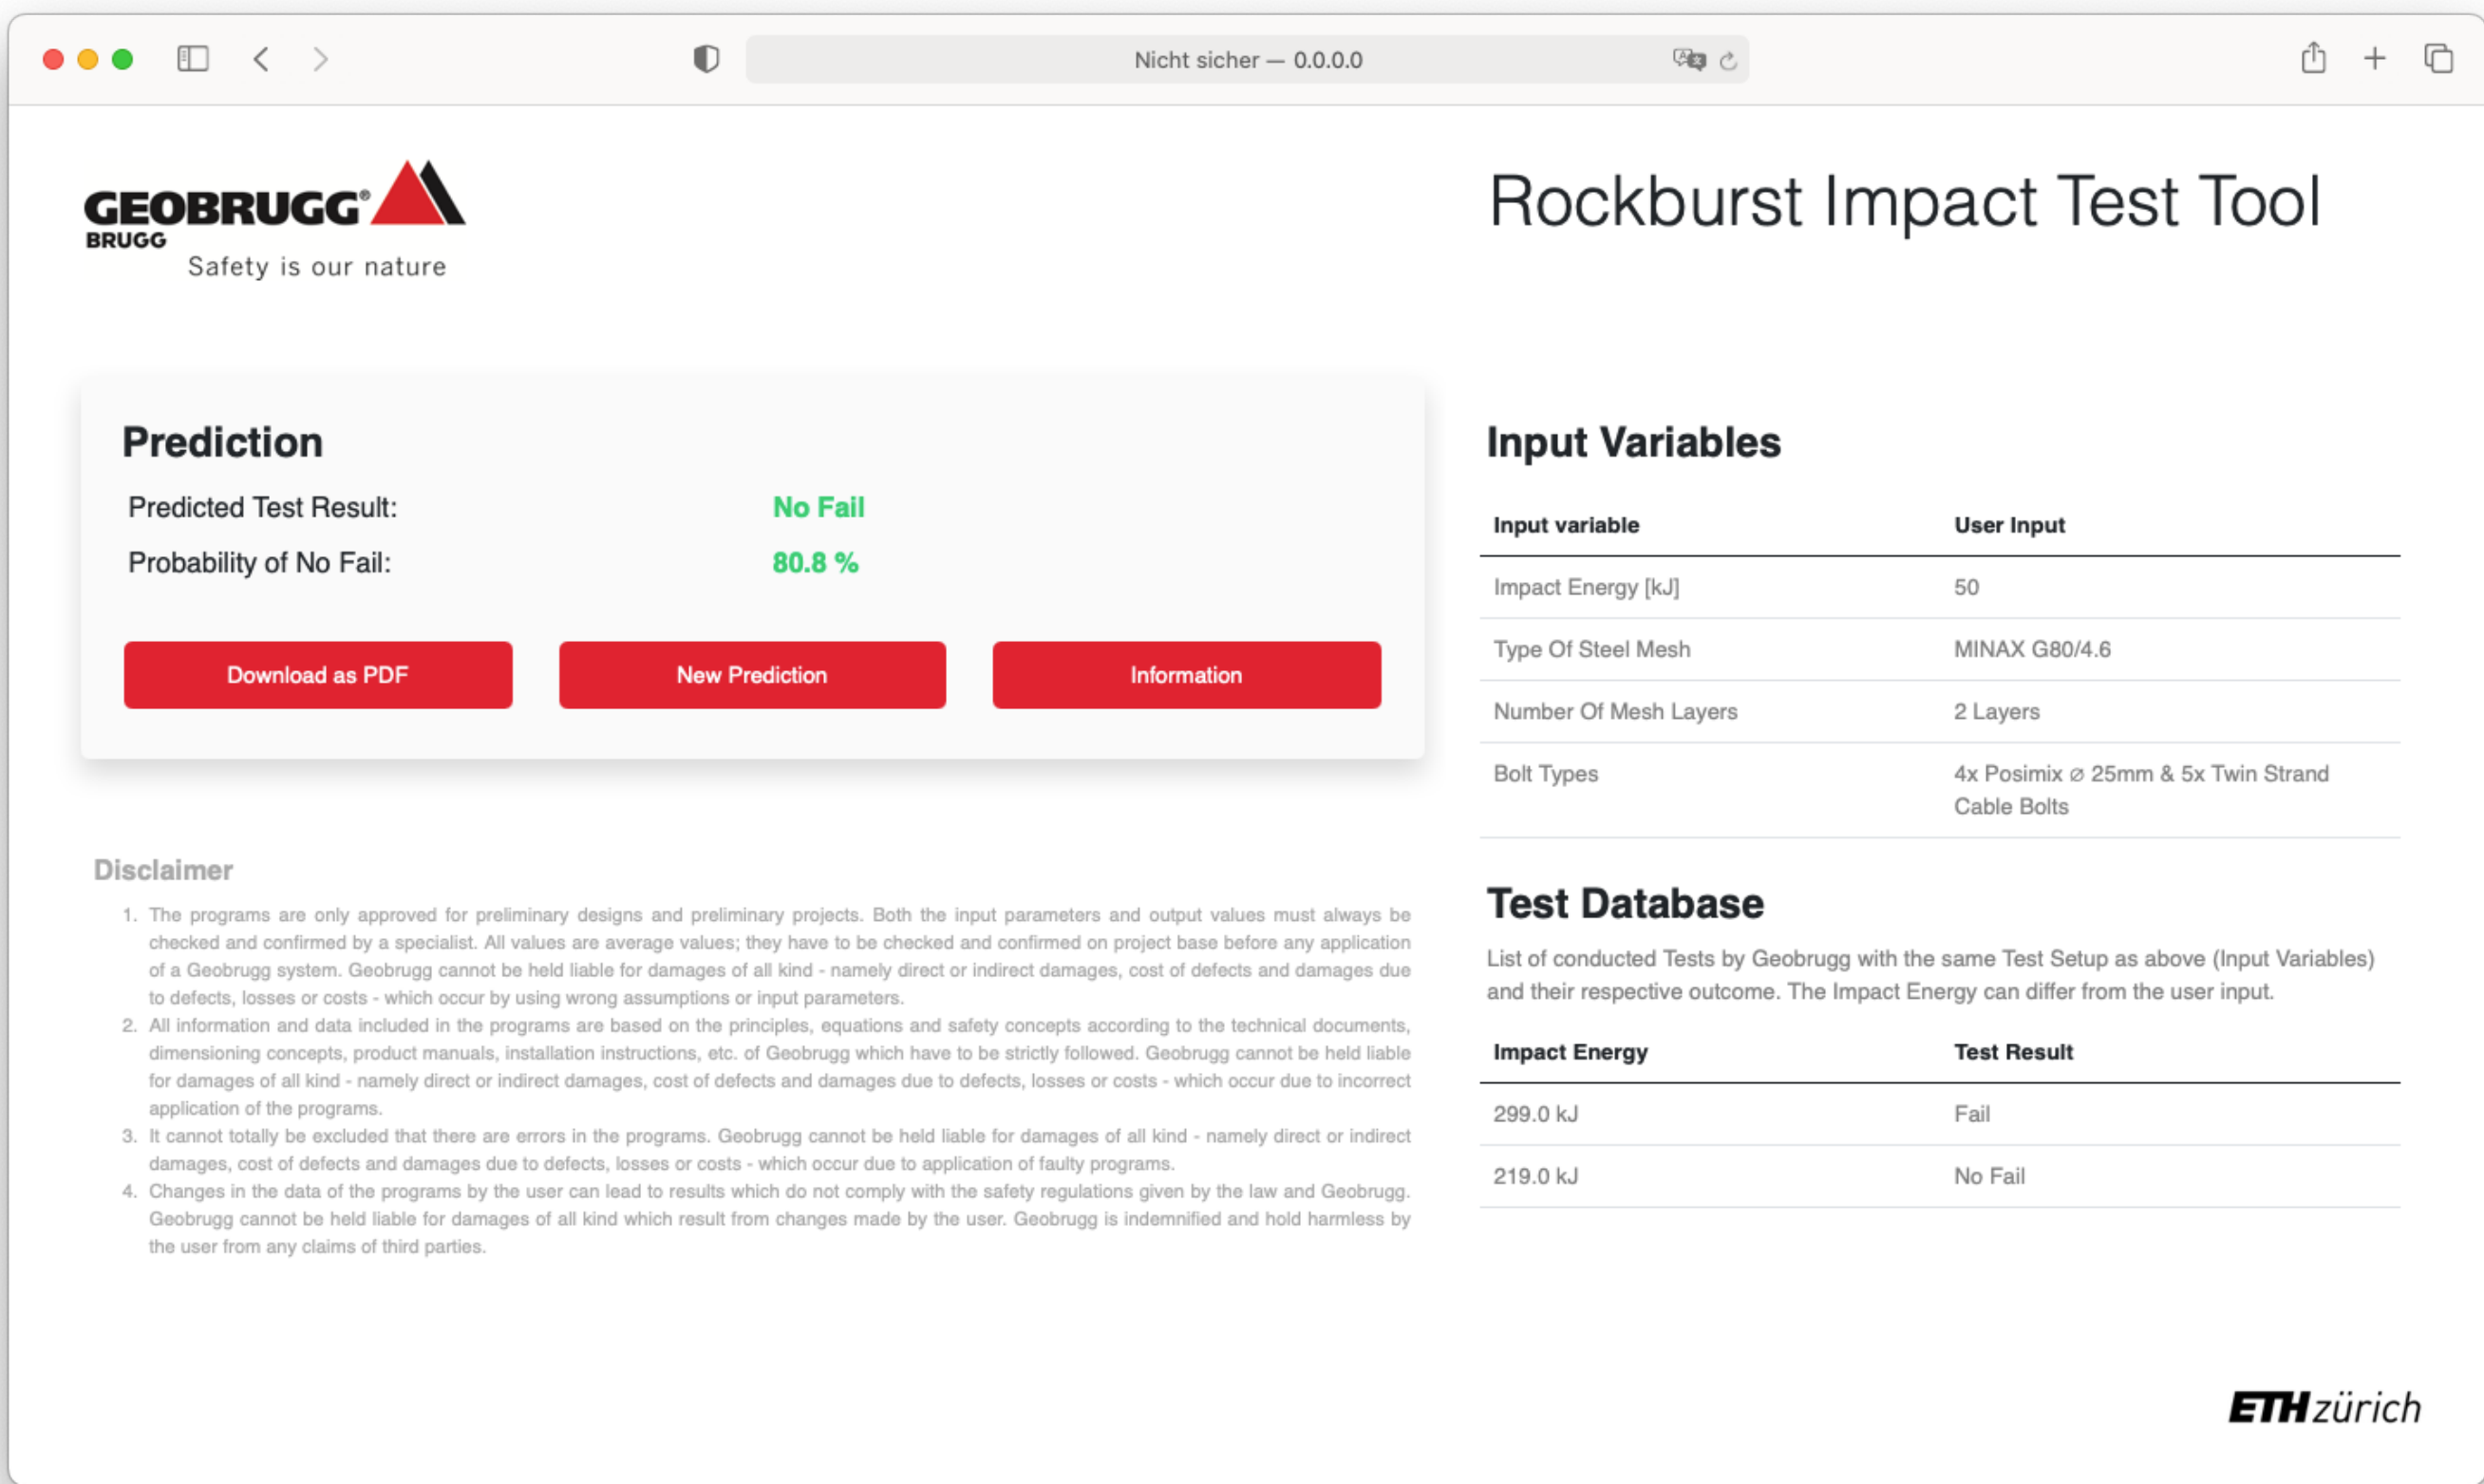 Nicht sicher — 0.0.0.0
GEOBRUGG®
BRUGG
Safety is our nature
Rockburst Impact Test Tool
Prediction
Predicted Test Result: No Fail
Probability of No Fail: 80.8 %
Download as PDF
New Prediction
Information
Disclaimer
1. The programs are only approved for preliminary designs and preliminary projects. Both the input parameters and output values must always be
checked and confirmed by a specialist. All values are average values; they have to be checked and confirmed on project base before any application
of a Geobrugg system. Geobrugg cannot be held liable for damages of all kind - namely direct or indirect damages, cost of defects and damages due
to defects, losses or costs - which occur by using wrong assumptions or input parameters.
2. All information and data included in the programs are based on the principles, equations and safety concepts according to the technical documents,
dimensioning concepts, product manuals, installation instructions, etc. of Geobrugg which have to be strictly followed. Geobrugg cannot be held liable
for damages of all kind - namely direct or indirect damages, cost of defects and damages due to defects, losses or costs - which occur due to incorrect
application of the programs.
3. It cannot totally be excluded that there are errors in the programs. Geobrugg cannot be held liable for damages of all kind - namely direct or indirect
damages, cost of defects and damages due to defects, losses or costs - which occur due to application of faulty programs.
4. Changes in the data of the programs by the user can lead to results which do not comply with the safety regulations given by the law and Geobrugg.
Geobrugg cannot be held liable for damages of all kind which result from changes made by the user. Geobrugg is indemnified and hold harmless by
the user from any claims of third parties.
Input Variables
Input variable User Input
Impact Energy [kJ] 50
Type Of Steel Mesh MINAX G80/4.6
Number Of Mesh Layers 2 Layers
Bolt Types 4x Posimix ⌀ 25mm & 5x Twin Strand
Cable Bolts
Test Database
List of conducted Tests by Geobrugg with the same Test Setup as above (Input Variables)
and their respective outcome. The Impact Energy can differ from the user input.
Impact Energy Test Result
299.0 kJ Fail
219.0 kJ No Fail
ETH zürich